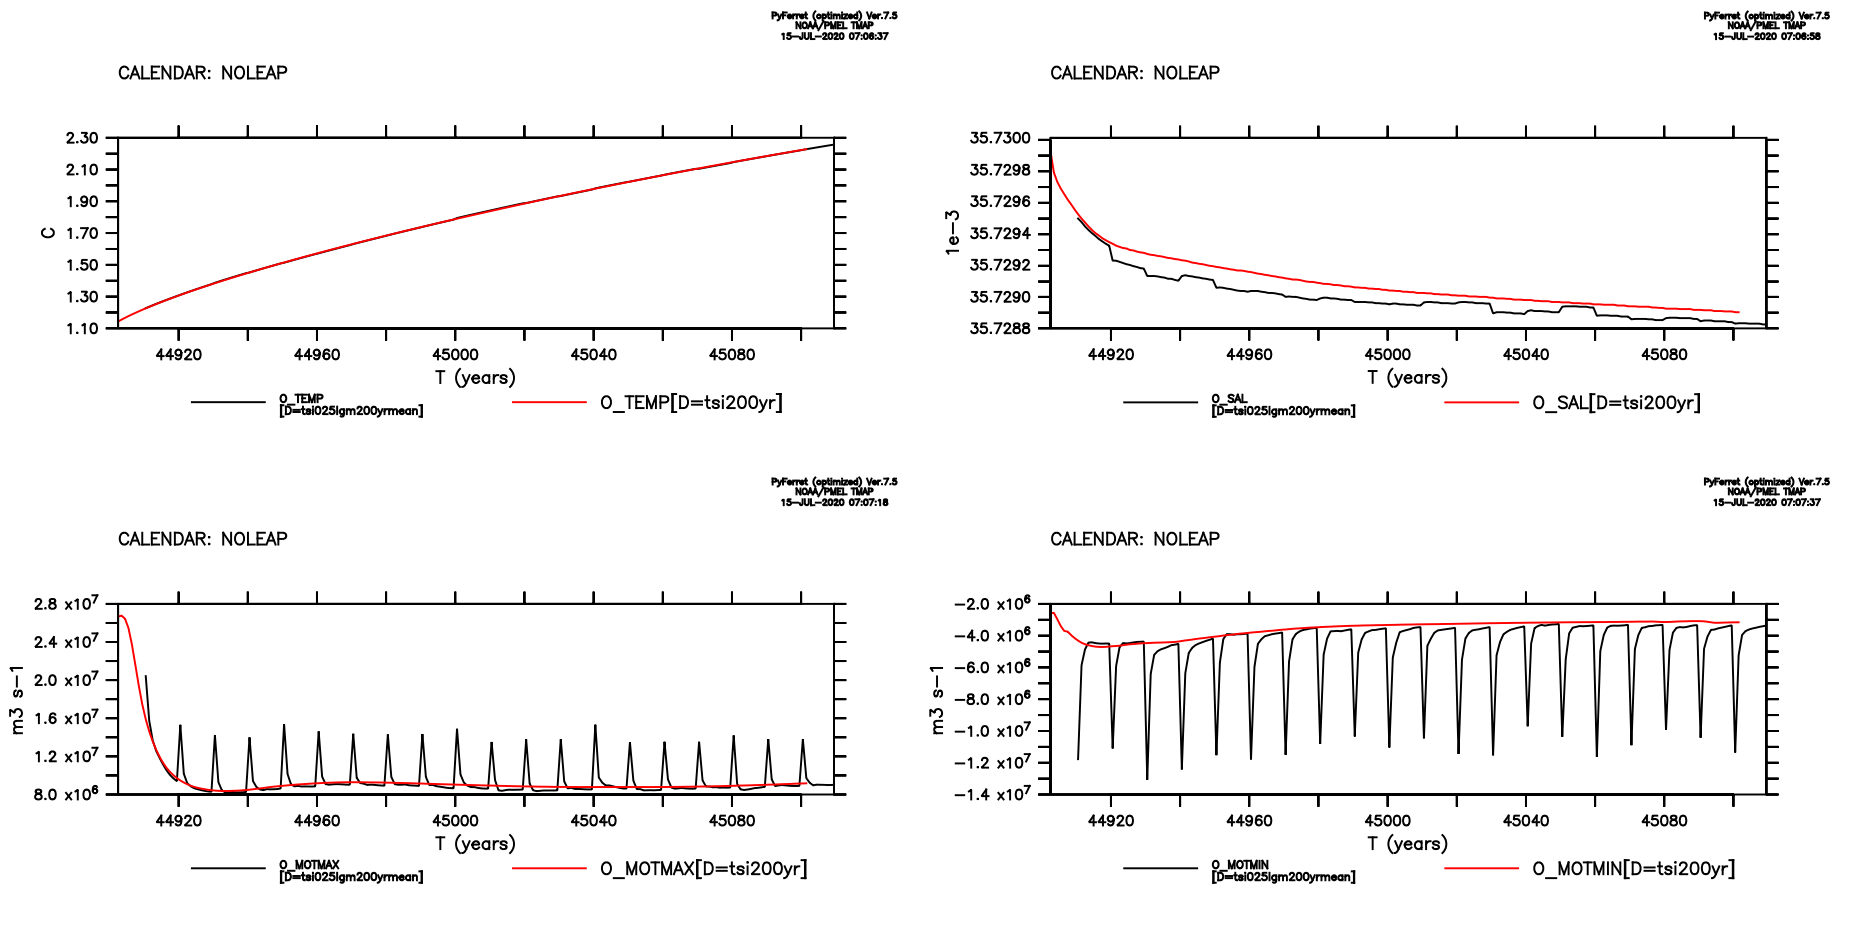 PyFerret (optimized) Ver.7.5
NOAA/PMEL TMAP
15-JUL-2020 07:06:37
CALENDAR: NOLEAP
2.30
2.10
1.90
1.70
1.50
1.30
1.10
C
44920 44960 45000 45040 45080
T (years)
O_TEMP
[D=tsi025lgm200yrmean]
O_TEMP[D=tsi200yr]
PyFerret (optimized) Ver.7.5
NOAA/PMEL TMAP
15-JUL-2020 07:06:58
CALENDAR: NOLEAP
35.7300
35.7298
35.7296
35.7294
35.7292
35.7290
35.7288
1e-3
44920 44960 45000 45040 45080
T (years)
O_SAL
[D=tsi025lgm200yrmean]
O_SAL[D=tsi200yr]
PyFerret (optimized) Ver.7.5
NOAA/PMEL TMAP
15-JUL-2020 07:07:18
CALENDAR: NOLEAP
2.8 x10⁷
2.4 x10⁷
2.0 x10⁷
1.6 x10⁷
1.2 x10⁷
8.0 x10⁶
m3 s-1
44920 44960 45000 45040 45080
T (years)
O_MOTMAX
[D=tsi025lgm200yrmean]
O_MOTMAX[D=tsi200yr]
PyFerret (optimized) Ver.7.5
NOAA/PMEL TMAP
15-JUL-2020 07:07:37
CALENDAR: NOLEAP
-2.0 x10⁶
-4.0 x10⁶
-6.0 x10⁶
-8.0 x10⁶
-1.0 x10⁷
-1.2 x10⁷
-1.4 x10⁷
m3 s-1
44920 44960 45000 45040 45080
T (years)
O_MOTMIN
[D=tsi025lgm200yrmean]
O_MOTMIN[D=tsi200yr]